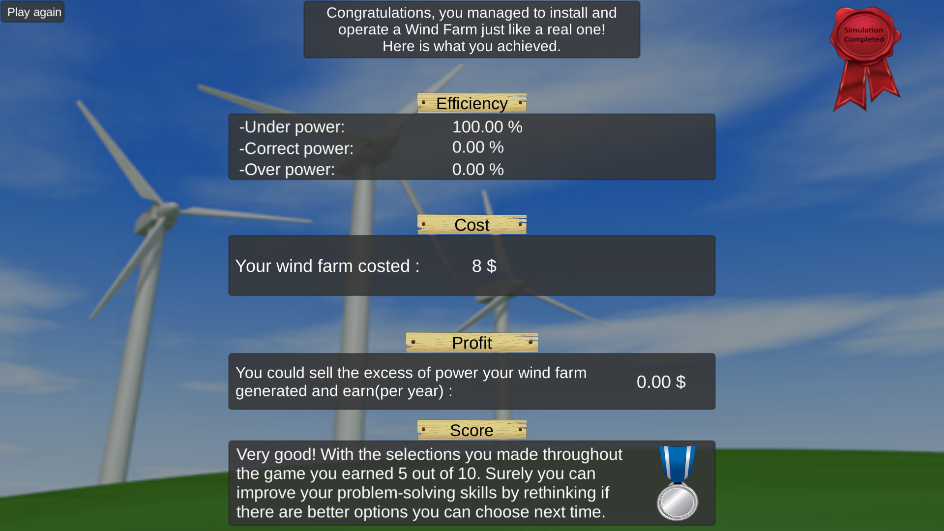 Play again
Congratulations, you managed to install and
operate a Wind Farm just like a real one!
Here is what you achieved.
Simulation
Completed
Efficiency
-Under power: 100.00 %
-Correct power: 0.00 %
-Over power: 0.00 %
Cost
Your wind farm costed : 8 $
Profit
You could sell the excess of power your wind farm
generated and earn(per year) : 0.00 $
Score
Very good! With the selections you made throughout
the game you earned 5 out of 10. Surely you can
improve your problem-solving skills by rethinking if
there are better options you can choose next time.